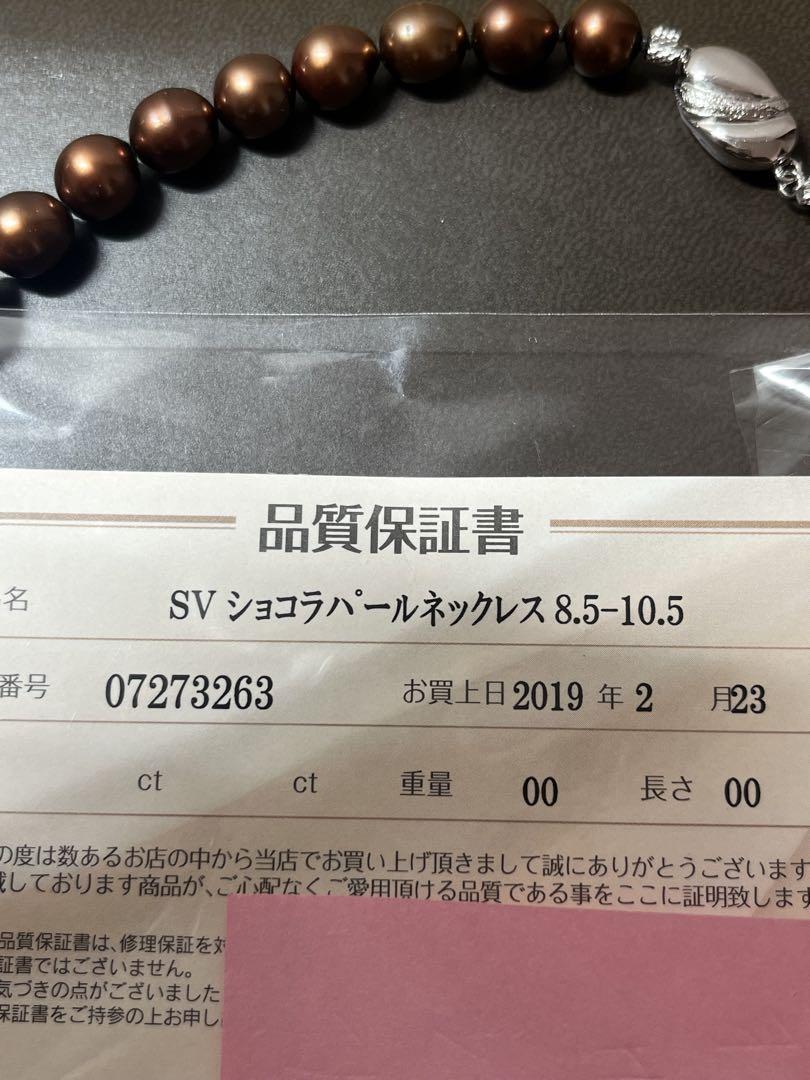 品質保証書
名 SV ショコラパールネックレス 8.5-10.5
番号 07273263 お買上日 2019 年 2 月 23
ct ct 重量 00 長さ 00
の度は数あるお店の中から当店でお買い上げ頂きまして誠にありがとうございます
しております商品が、ご心配なくご愛用頂ける品質である事をここに証明致します
品質保証書は、修理保証を
証書ではございません。
気づきの点がございました
保証書をご持参の上お申し